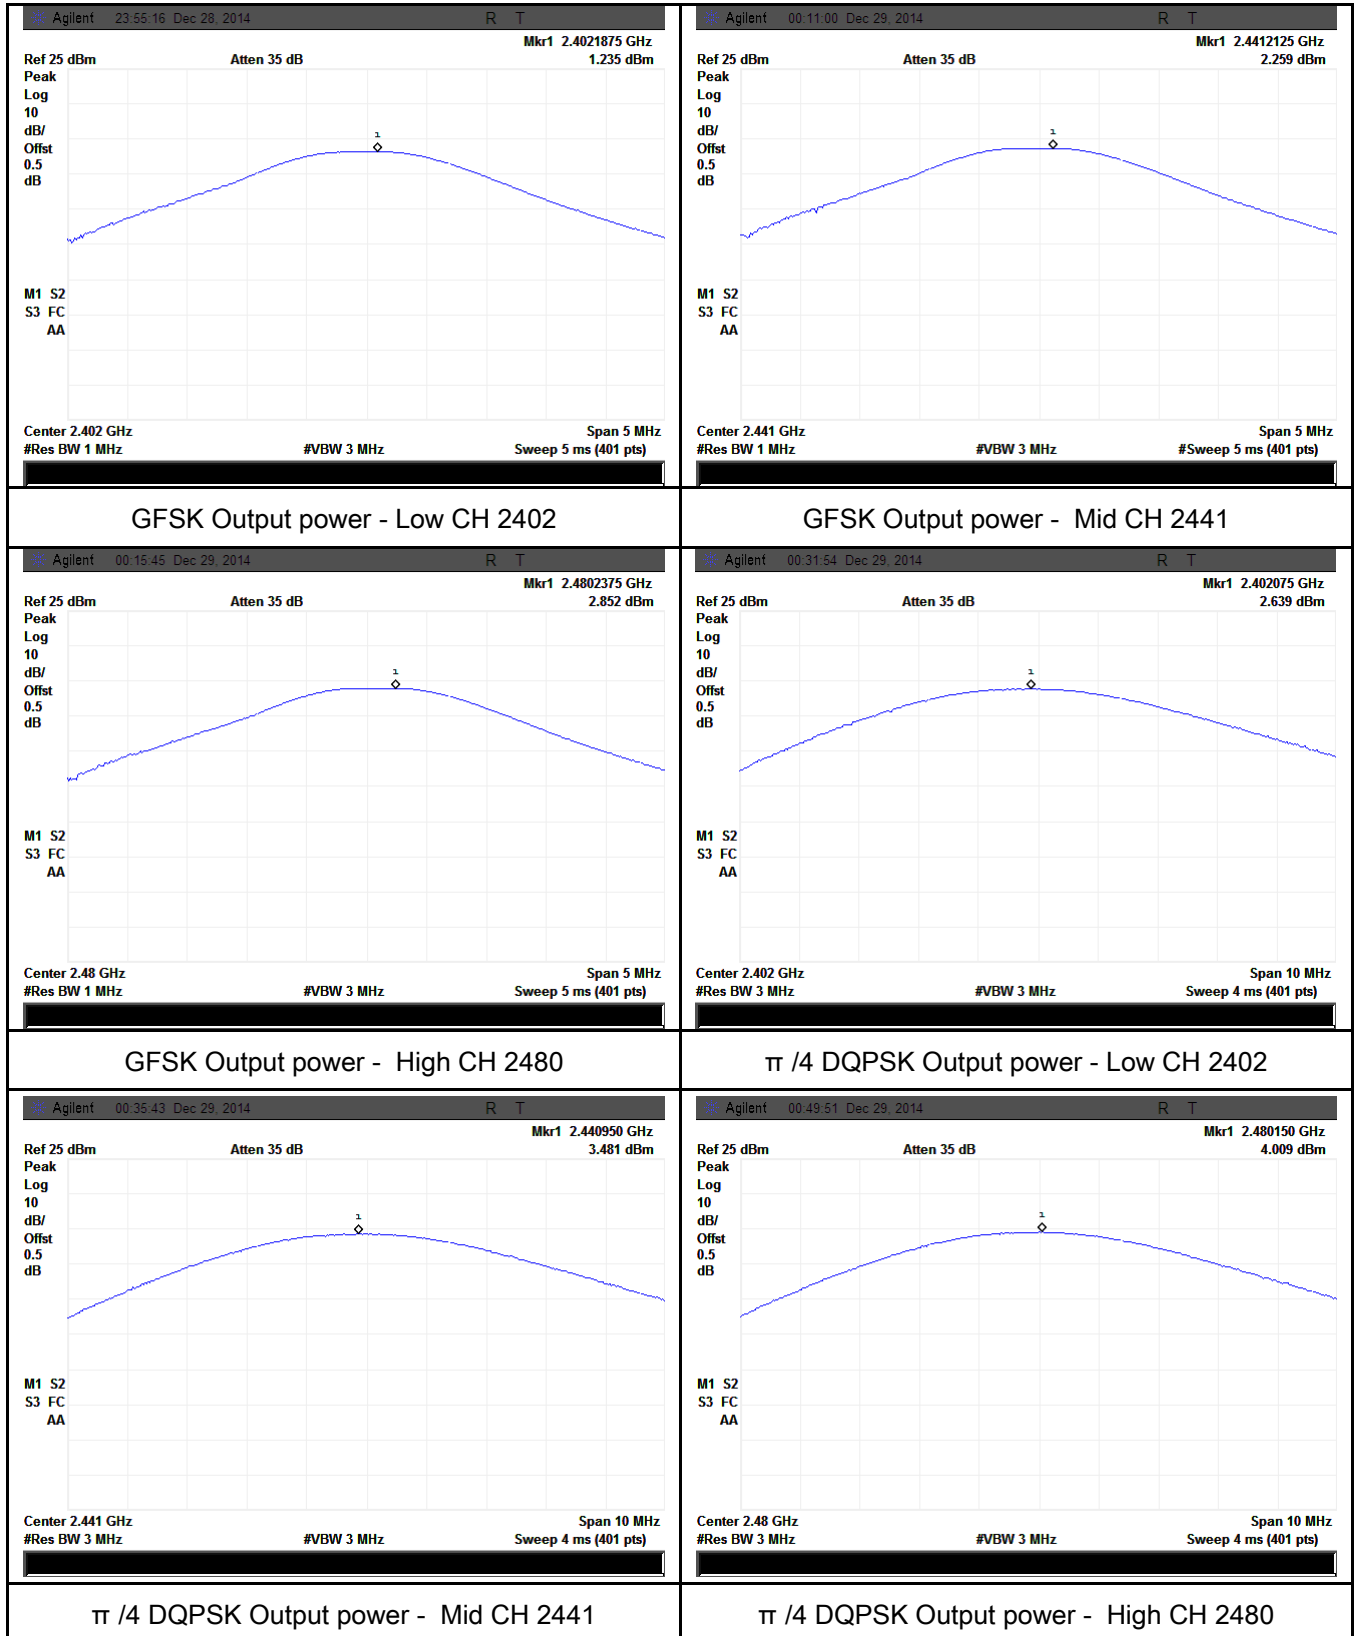 Agilent 23:55:16 Dec 28, 2014 R T
Mkr1 2.4021875 GHz
Ref 25 dBm Atten 35 dB 1.235 dBm
Peak
Log
10
dB/
Offst
0.5
dB
1
M1 S2
S3 FC
AA
Center 2.402 GHz Span 5 MHz
#Res BW 1 MHz #VBW 3 MHz Sweep 5 ms (401 pts)
GFSK Output power - Low CH 2402
Agilent 00:11:00 Dec 29, 2014 R T
Mkr1 2.4412125 GHz
Ref 25 dBm Atten 35 dB 2.259 dBm
Peak
Log
10
dB/
Offst
0.5
dB
1
M1 S2
S3 FC
AA
Center 2.441 GHz Span 5 MHz
#Res BW 1 MHz #VBW 3 MHz #Sweep 5 ms (401 pts)
GFSK Output power - Mid CH 2441
Agilent 00:15:45 Dec 29, 2014 R T
Mkr1 2.4802375 GHz
Ref 25 dBm Atten 35 dB 2.852 dBm
Peak
Log
10
dB/
Offst
0.5
dB
1
M1 S2
S3 FC
AA
Center 2.48 GHz Span 5 MHz
#Res BW 1 MHz #VBW 3 MHz Sweep 5 ms (401 pts)
GFSK Output power - High CH 2480
Agilent 00:31:54 Dec 29, 2014 R T
Mkr1 2.402075 GHz
Ref 25 dBm Atten 35 dB 2.639 dBm
Peak
Log
10
dB/
Offst
0.5
dB
1
M1 S2
S3 FC
AA
Center 2.402 GHz Span 10 MHz
#Res BW 3 MHz #VBW 3 MHz Sweep 4 ms (401 pts)
π /4 DQPSK Output power - Low CH 2402
Agilent 00:35:43 Dec 29, 2014 R T
Mkr1 2.440950 GHz
Ref 25 dBm Atten 35 dB 3.481 dBm
Peak
Log
10
dB/
Offst
0.5
dB
1
M1 S2
S3 FC
AA
Center 2.441 GHz Span 10 MHz
#Res BW 3 MHz #VBW 3 MHz Sweep 4 ms (401 pts)
π /4 DQPSK Output power - Mid CH 2441
Agilent 00:49:51 Dec 29, 2014 R T
Mkr1 2.480150 GHz
Ref 25 dBm Atten 35 dB 4.009 dBm
Peak
Log
10
dB/
Offst
0.5
dB
1
M1 S2
S3 FC
AA
Center 2.48 GHz Span 10 MHz
#Res BW 3 MHz #VBW 3 MHz Sweep 4 ms (401 pts)
π /4 DQPSK Output power - High CH 2480